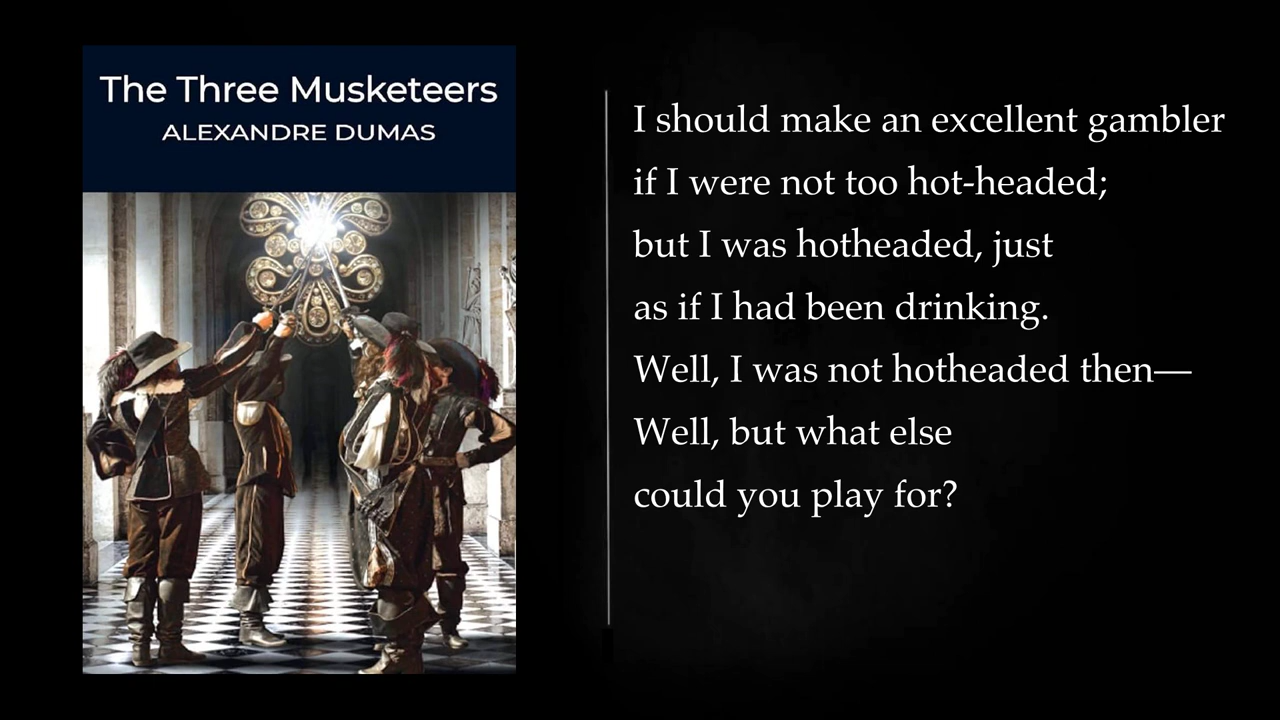 The Three Musketeers
ALEXANDRE DUMAS
I should make an excellent gambler
if I were not too hot-headed;
but I was hotheaded, just
as if I had been drinking.
Well, I was not hotheaded then—
Well, but what else
could you play for?